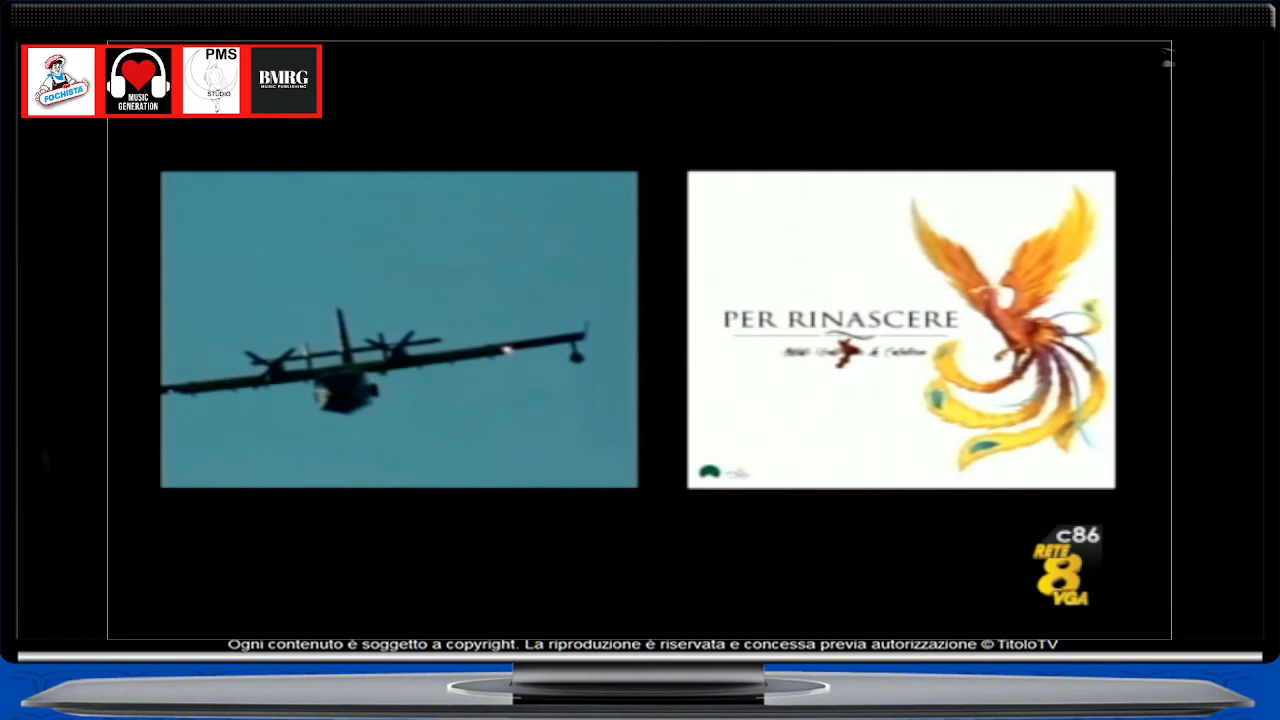 FOCHISTA
MUSIC
GENERATION
PMS
STUDIO
BMRG
MUSIC PUBLISHING
PER RINASCERE
c86
RETE
8
VGA
Ogni contenuto è soggetto a copyright. La riproduzione è riservata e concessa previa autorizzazione © TitoloTV